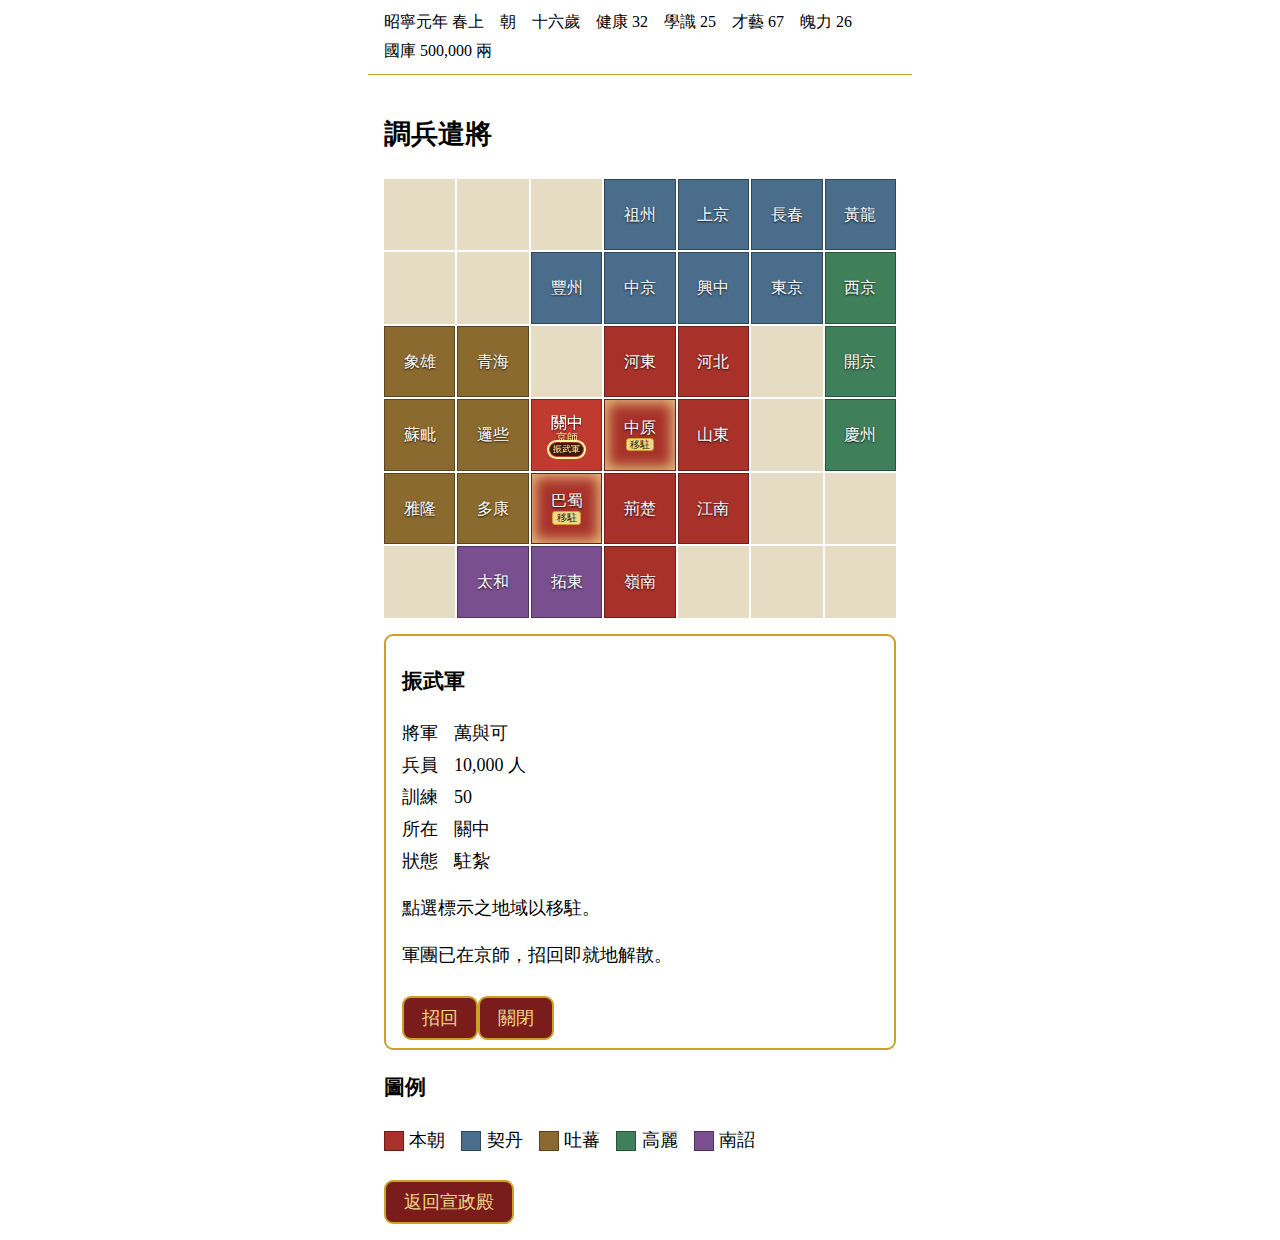 昭寧元年 春上　朝　十六歲　健康 32　學識 25　才藝 67　魄力 26
國庫 500,000 兩
調兵遣將
祖州 上京 長春 黃龍
豐州 中京 興中 東京 西京
象雄 青海 河東 河北 開京
蘇毗 邏些 關中 京師 振武軍 中原 移駐 山東 慶州
雅隆 多康 巴蜀 移駐 荊楚 江南
太和 拓東 嶺南
振武軍
將軍 萬與可
兵員 10,000 人
訓練 50
所在 關中
狀態 駐紮
點選標示之地域以移駐。
軍團已在京師，招回即就地解散。
招回 關閉
圖例
本朝 契丹 吐蕃 高麗 南詔
返回宣政殿